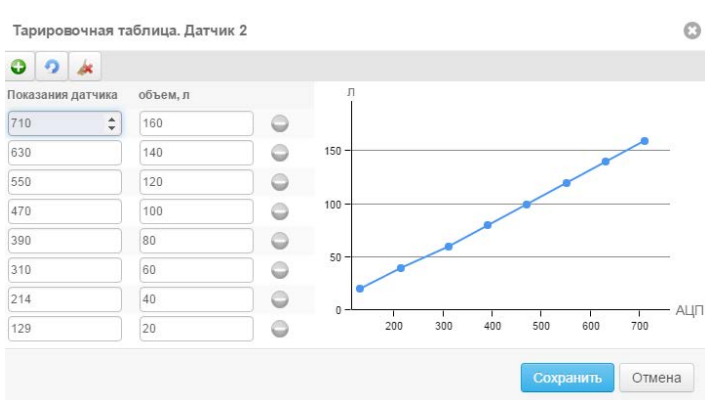 Тарировочная таблица. Датчик 2
Показания датчика объем, л
710 160
630 140
550 120
470 100
390 80
310 60
214 40
129 20
Л
150
100
50
0
200 300 400 500 600 700
АЦП
Сохранить Отмена